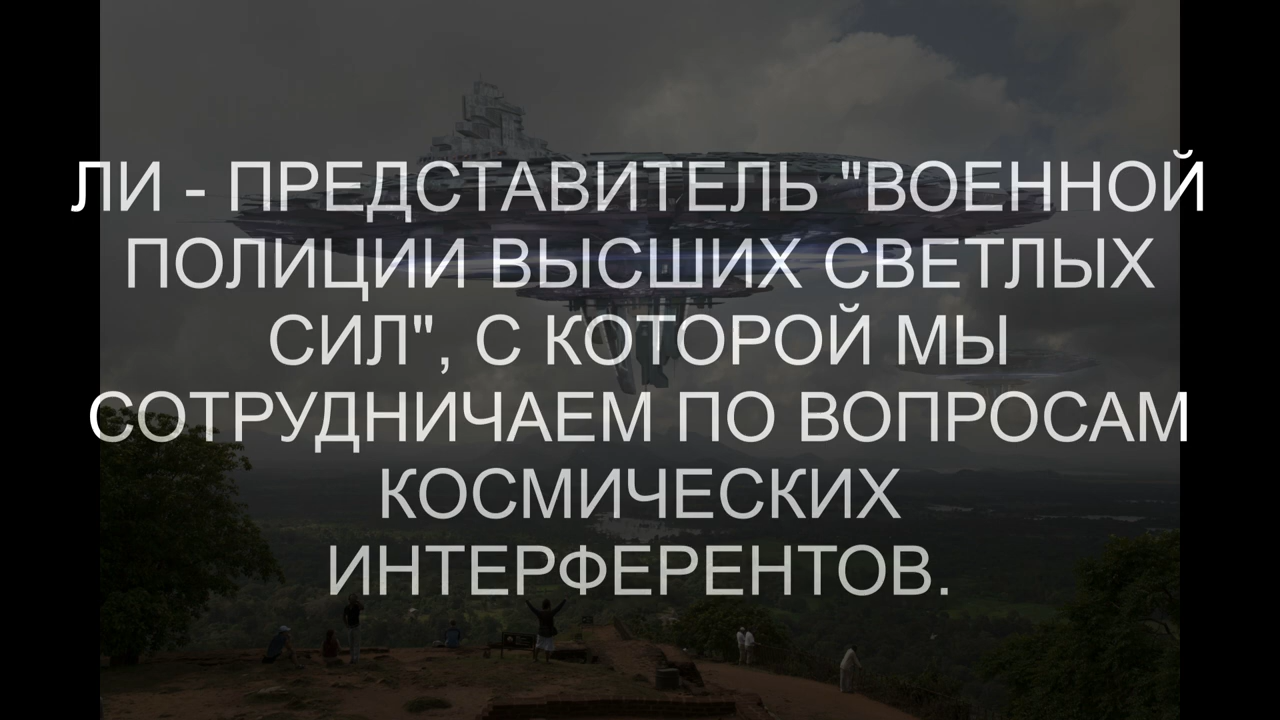 ЛИ - ПРЕДСТАВИТЕЛЬ "ВОЕННОЙ
ПОЛИЦИИ ВЫСШИХ СВЕТЛЫХ
СИЛ", С КОТОРОЙ МЫ
СОТРУДНИЧАЕМ ПО ВОПРОСАМ
КОСМИЧЕСКИХ
ИНТЕРФЕРЕНТОВ.